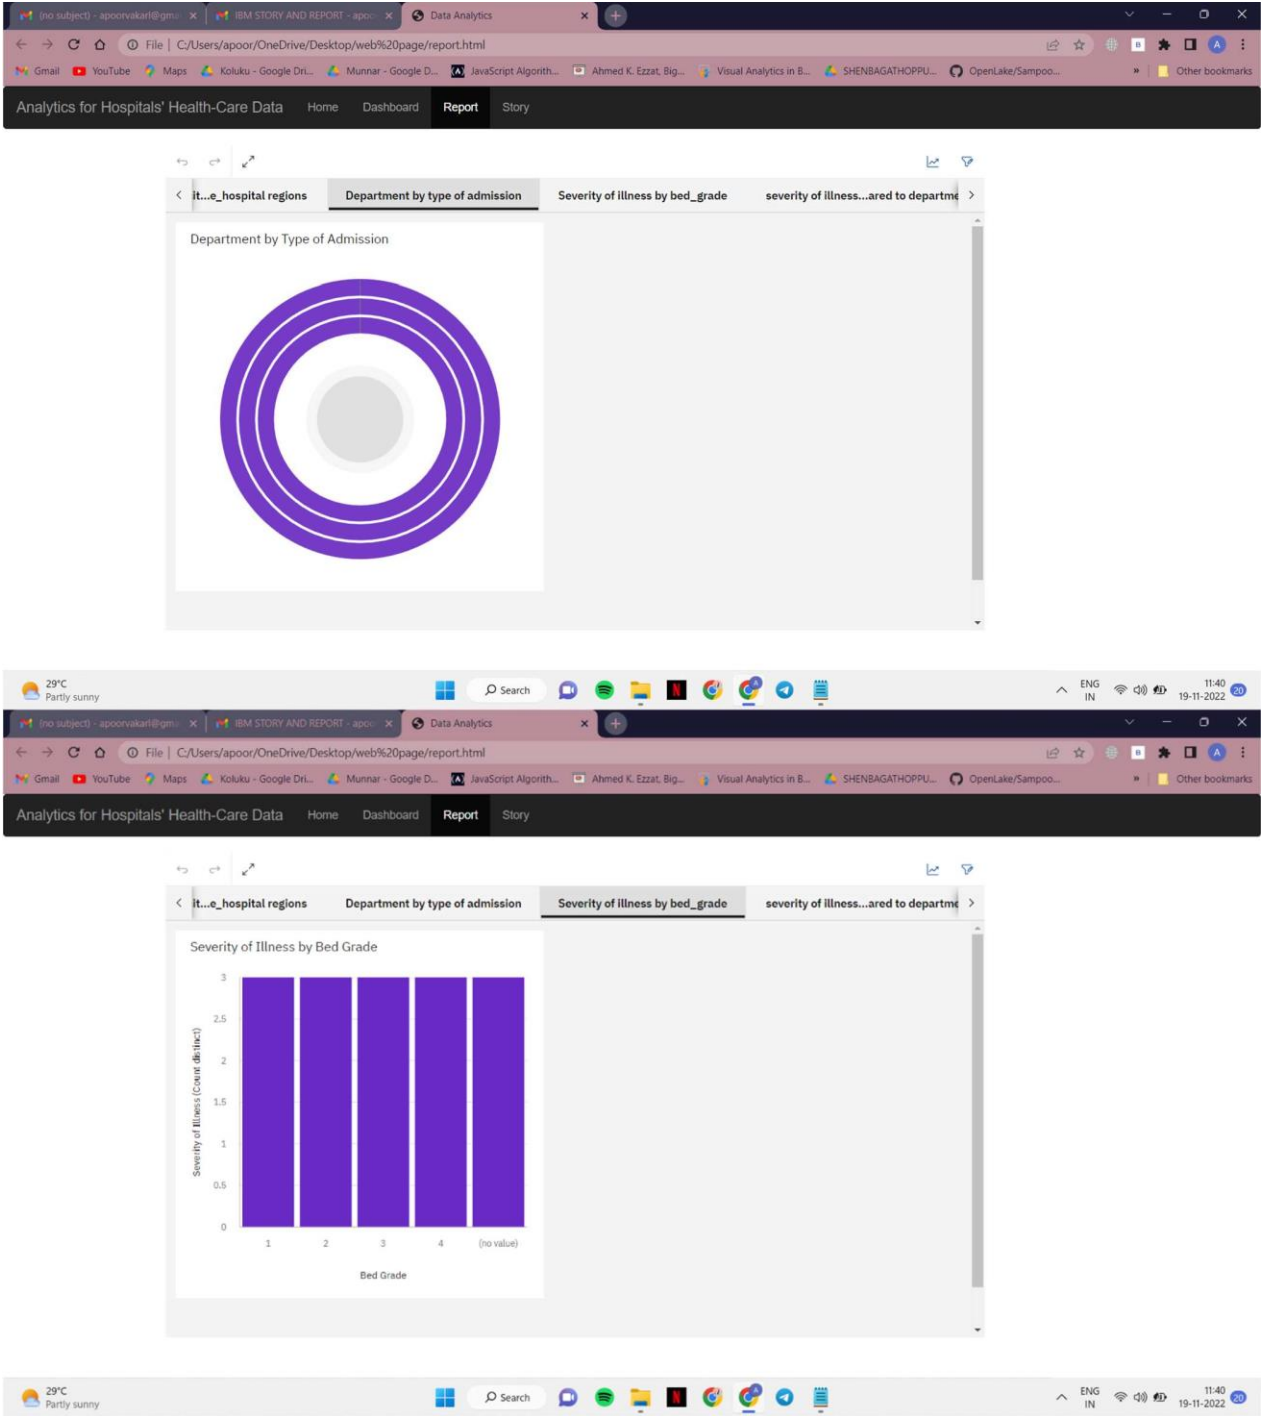 (no subject) - apoorvakarl@gma
IBM STORY AND REPORT - apoo
Data Analytics
File | C:/Users/apoor/OneDrive/Desktop/web%20page/report.html
Gmail YouTube Maps Koluku - Google Dri... Munnar - Google D... JavaScript Algorith... Ahmed K. Ezzat, Big... Visual Analytics in B... SHENBAGATHOPPU... OpenLake/Sampoo... » Other bookmarks
Analytics for Hospitals' Health-Care Data Home Dashboard Report Story
it...e_hospital regions Department by type of admission Severity of illness by bed_grade severity of illness...ared to departme
Department by Type of Admission
29°C
Partly sunny
Search
ENG
IN
11:40
19-11-2022
20
(no subject) - apoorvakarl@gma
IBM STORY AND REPORT - apoo
Data Analytics
File | C:/Users/apoor/OneDrive/Desktop/web%20page/report.html
Gmail YouTube Maps Koluku - Google Dri... Munnar - Google D... JavaScript Algorith... Ahmed K. Ezzat, Big... Visual Analytics in B... SHENBAGATHOPPU... OpenLake/Sampoo... » Other bookmarks
Analytics for Hospitals' Health-Care Data Home Dashboard Report Story
it...e_hospital regions Department by type of admission Severity of illness by bed_grade severity of illness...ared to departme
Severity of Illness by Bed Grade
Severity of Illness (Count distinct)
3
2.5
2
1.5
1
0.5
0
1 2 3 4 (no value)
Bed Grade
29°C
Partly sunny
Search
ENG
IN
11:40
19-11-2022
20